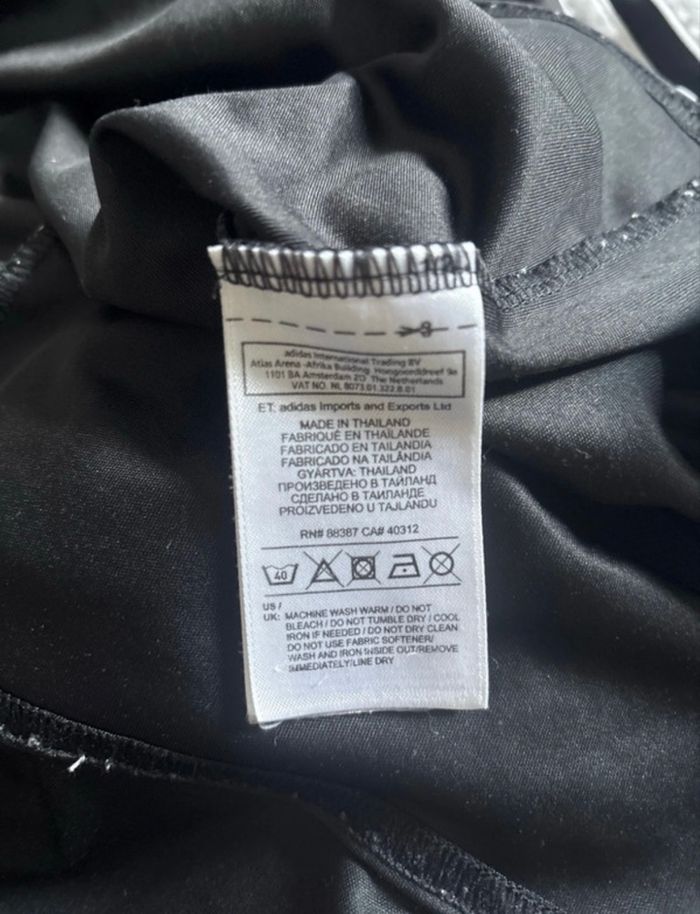 adidas International Trading BV
Atlas Arena -Afrika Building Hoogoorddreef 9a
1101 BA Amsterdam ZO The Netherlands
VAT NO. NL 8073.01.322.B.01
ET: adidas Imports and Exports Ltd
MADE IN THAILAND
FABRIQUÉ EN THAÏLANDE
FABRICADO EN TAILANDIA
FABRICADO NA TAILÂNDIA
GYÁRTVA: THAILAND
ПРОИЗВЕДЕНО В ТАЙЛАНД
СДЕЛАНО В ТАИЛАНДЕ
PROIZVEDENO U TAJLANDU
RN# 88387 CA# 40312
40
US /
UK: MACHINE WASH WARM / DO NOT
BLEACH / DO NOT TUMBLE DRY / COOL
IRON IF NEEDED / DO NOT DRY CLEAN
DO NOT USE FABRIC SOFTENER/
WASH AND IRON INSIDE OUT/REMOVE
IMMEDIATELY/LINE DRY